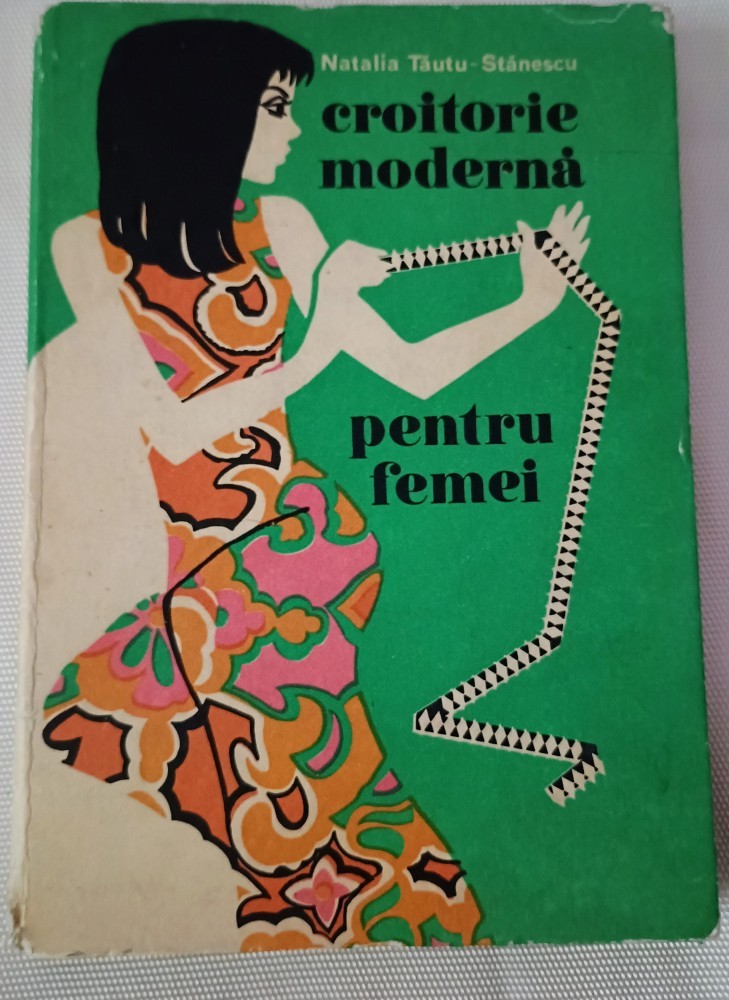 Natalia Tăutu-Stănescu
croitorie
modernă
pentru
femei